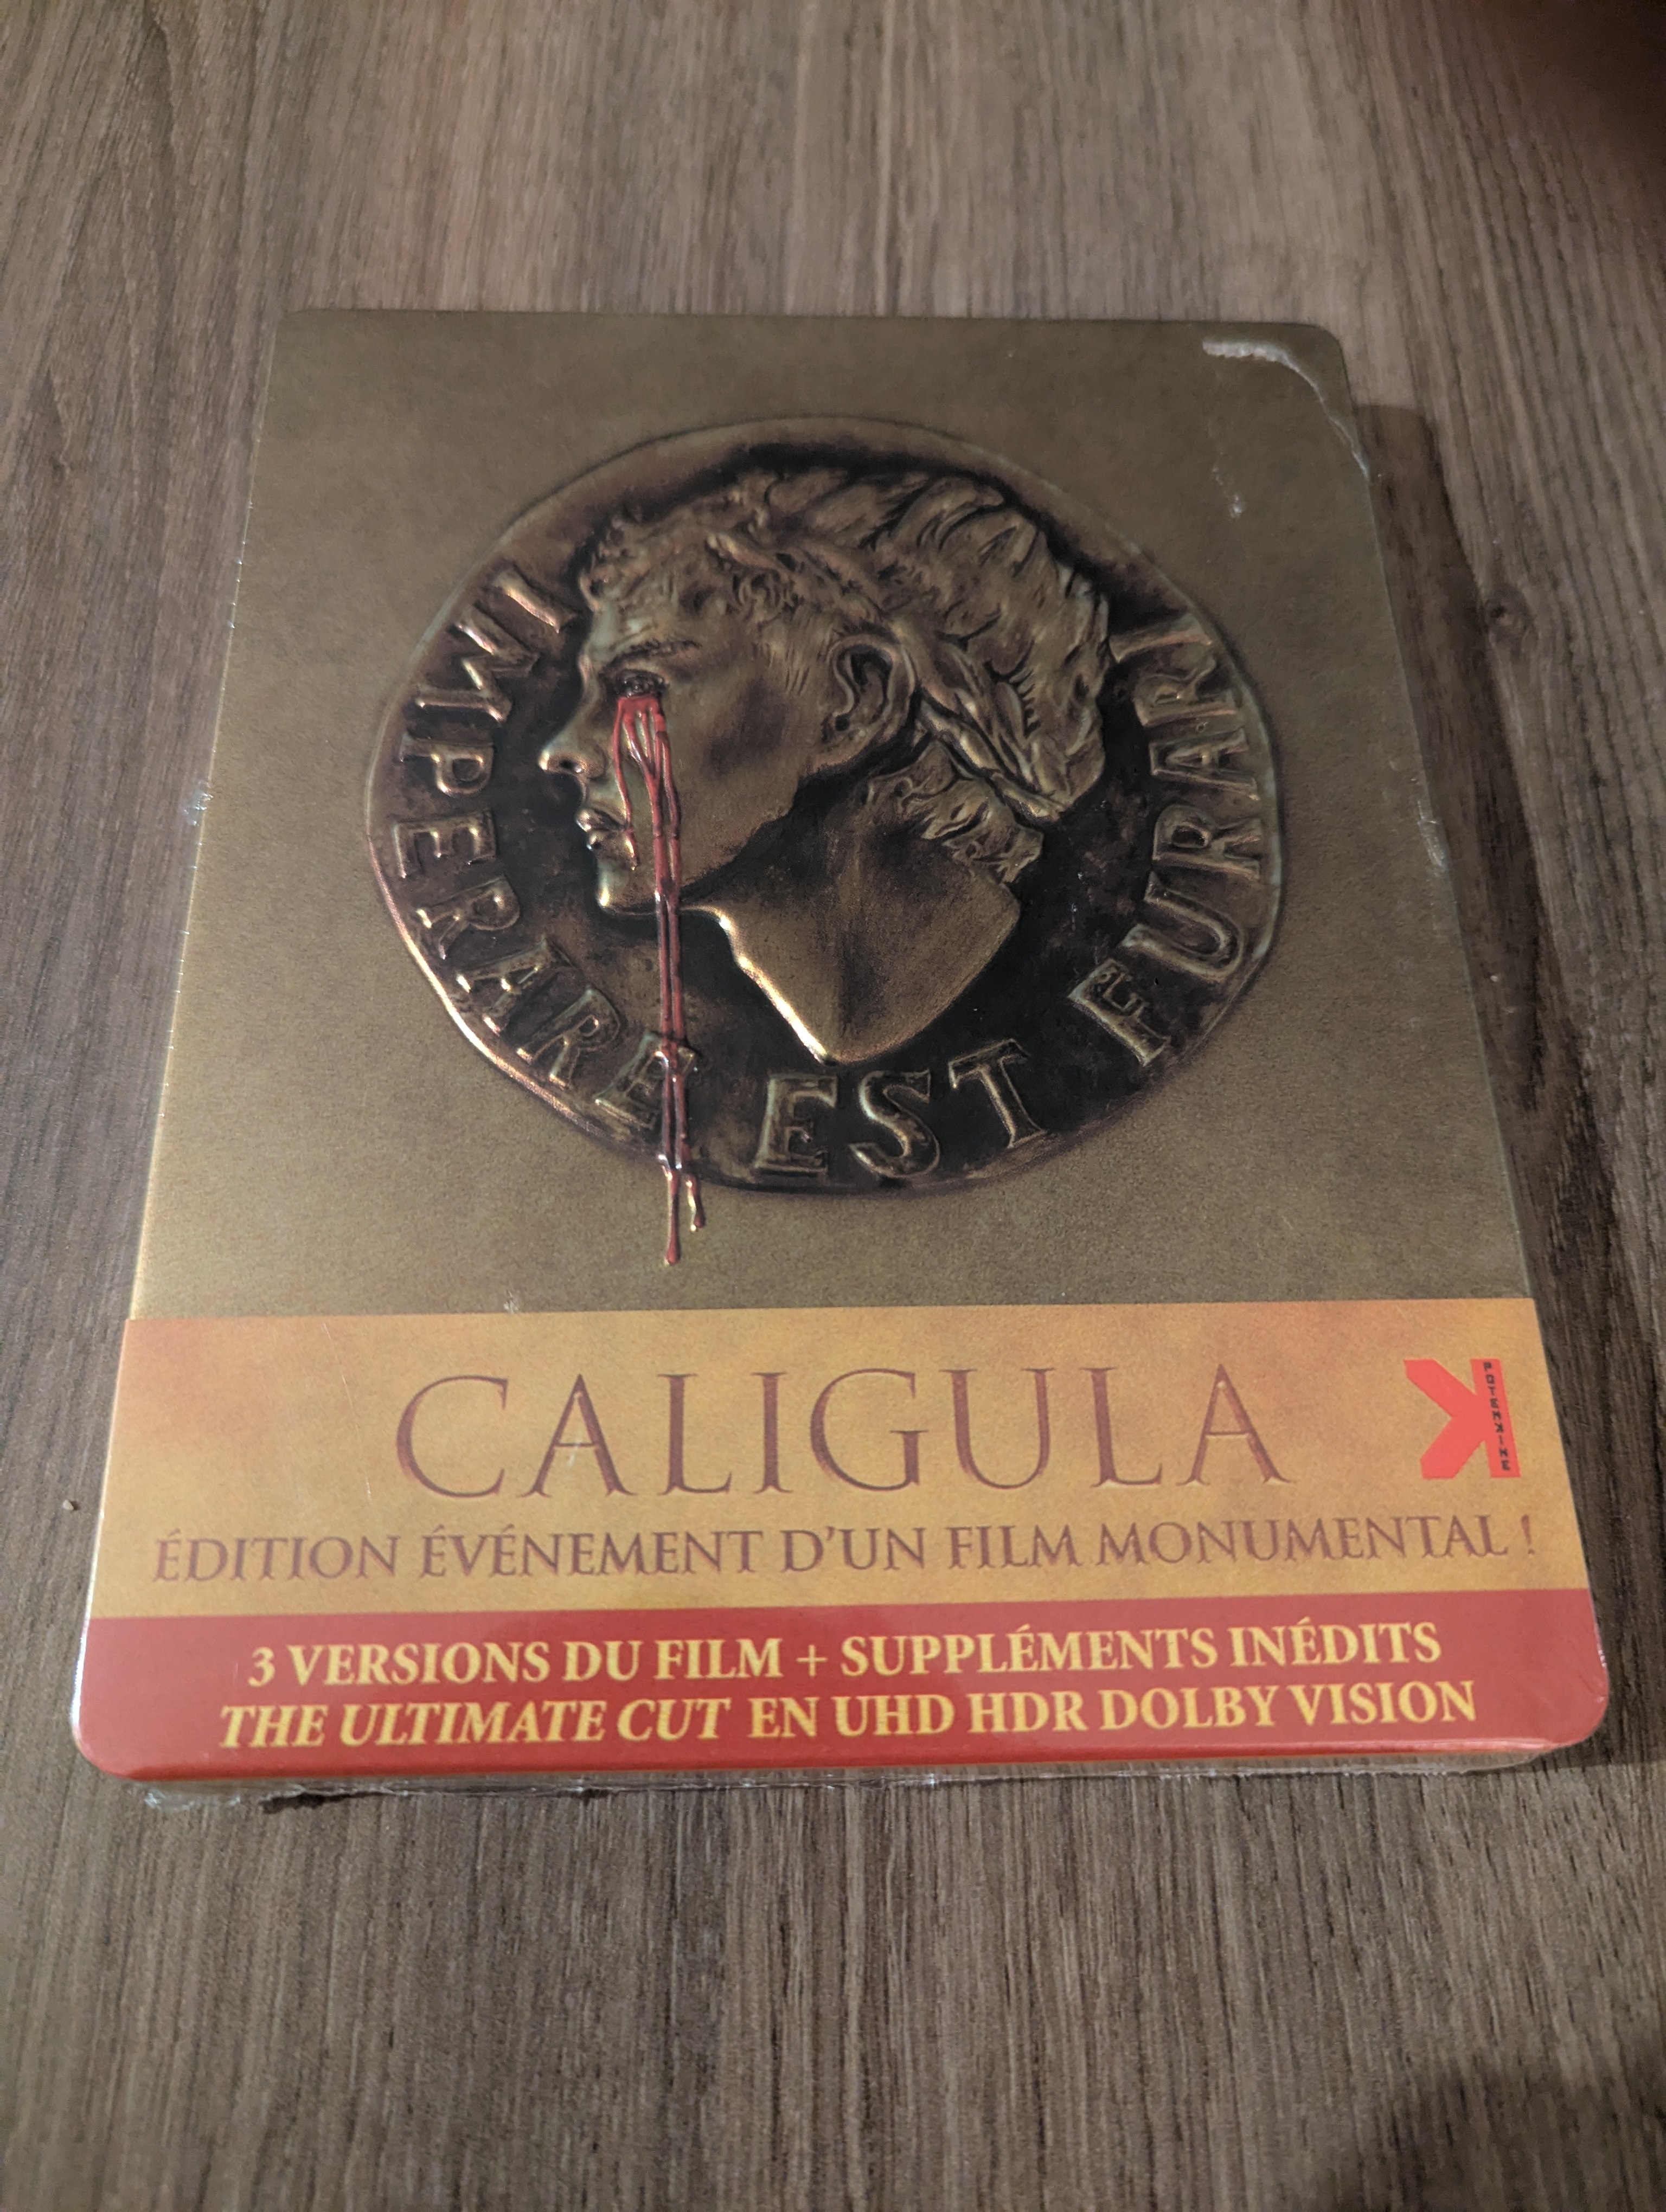 IMPERARE EST FURARI
CALIGULA
POTEMKINE
ÉDITION ÉVÉNEMENT D'UN FILM MONUMENTAL !
3 VERSIONS DU FILM + SUPPLÉMENTS INÉDITS
THE ULTIMATE CUT EN UHD HDR DOLBY VISION